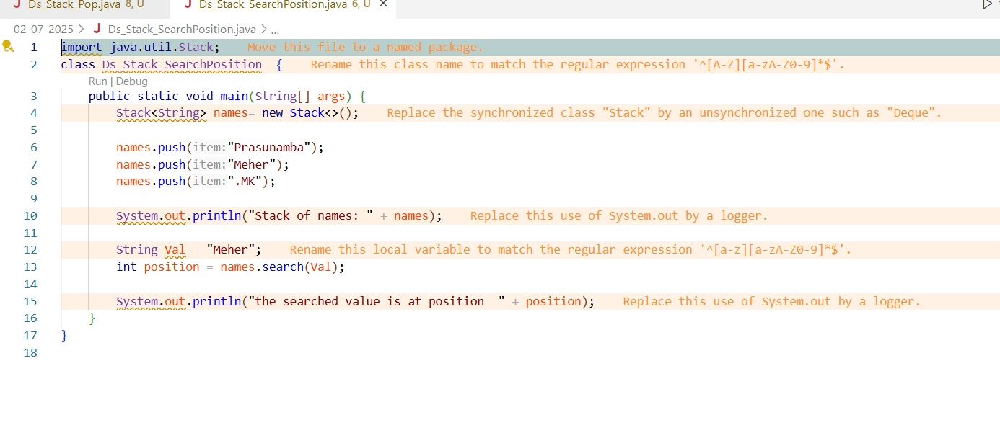 Ds_Stack_Pop.java 8, U
Ds_Stack_SearchPosition.java 6, U
02-07-2025 > Ds_Stack_SearchPosition.java > ...
1 import java.util.Stack; Move this file to a named package.
2 class Ds_Stack_SearchPosition { Rename this class name to match the regular expression '^[A-Z][a-zA-Z0-9]*$'.
Run | Debug
3 public static void main(String[] args) {
4 Stack<String> names= new Stack<>(); Replace the synchronized class "Stack" by an unsynchronized one such as "Deque".
5
6 names.push(item:"Prasunamba");
7 names.push(item:"Meher");
8 names.push(item:".MK");
9
10 System.out.println("Stack of names: " + names); Replace this use of System.out by a logger.
11
12 String Val = "Meher"; Rename this local variable to match the regular expression '^[a-z][a-zA-Z0-9]*$'.
13 int position = names.search(Val);
14
15 System.out.println("the searched value is at position  " + position); Replace this use of System.out by a logger.
16 }
17 }
18